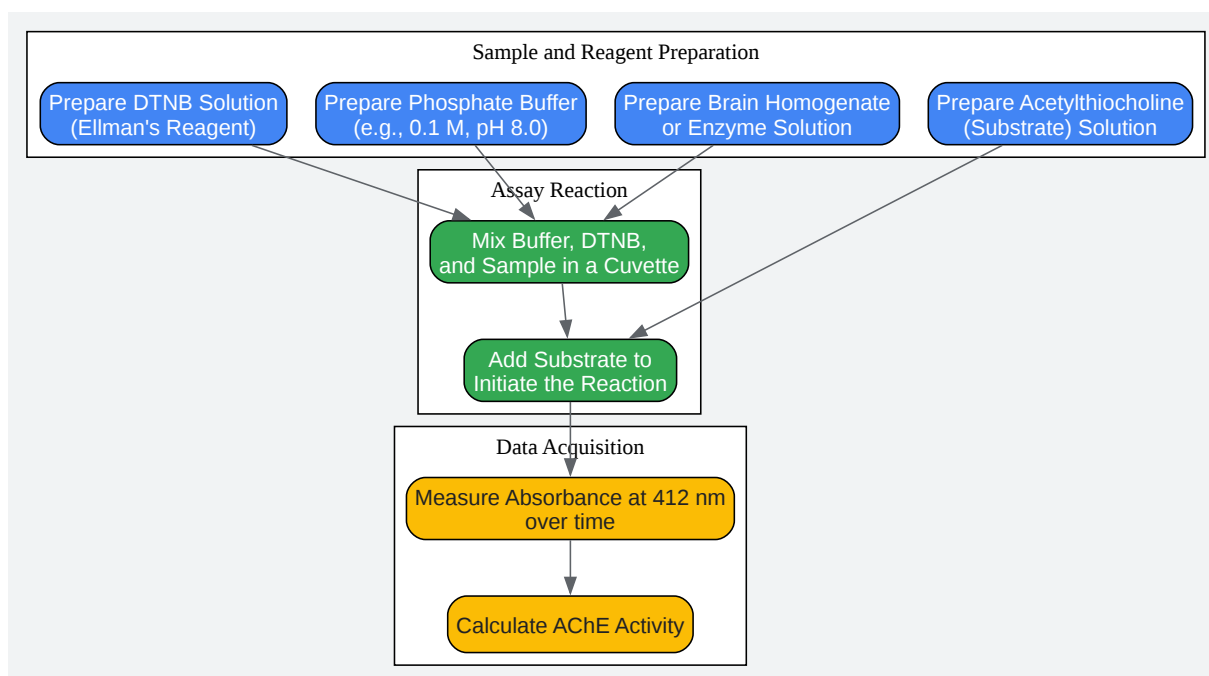 Sample and Reagent Preparation
Prepare DTNB Solution
(Ellman's Reagent)
Prepare Phosphate Buffer
(e.g., 0.1 M, pH 8.0)
Prepare Brain Homogenate
or Enzyme Solution
Prepare Acetylthiocholine
(Substrate) Solution
Assay Reaction
Mix Buffer, DTNB,
and Sample in a Cuvette
Add Substrate to
Initiate the Reaction
Data Acquisition
Measure Absorbance at 412 nm
over time
Calculate AChE Activity